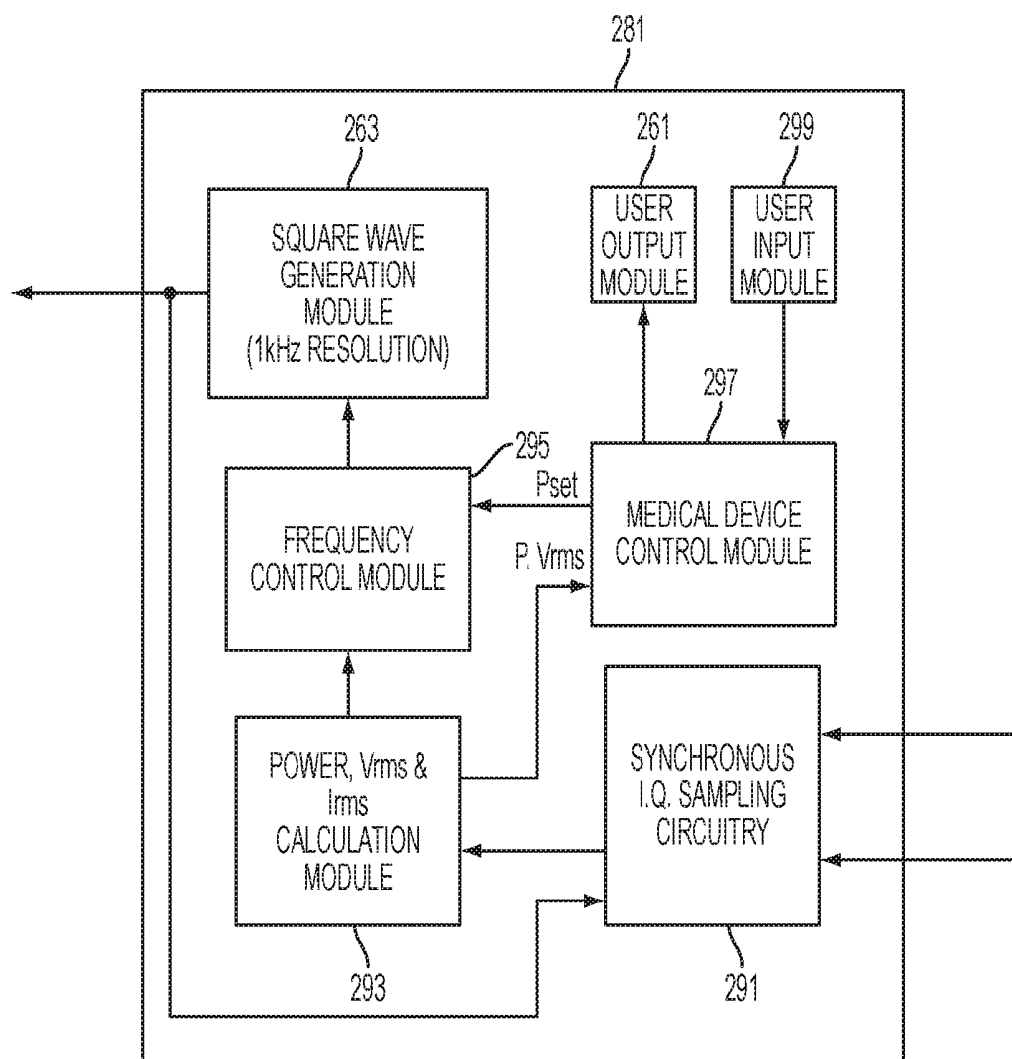 281
263
261
299
SQUARE WAVE
GENERATION
MODULE
(1kHz RESOLUTION)
USER
OUTPUT
MODULE
USER
INPUT
MODULE
297
295
Pset
FREQUENCY
CONTROL MODULE
MEDICAL DEVICE
CONTROL MODULE
P. Vrms
POWER, Vrms &
Irms
CALCULATION
MODULE
SYNCHRONOUS
I.Q. SAMPLING
CIRCUITRY
293
291